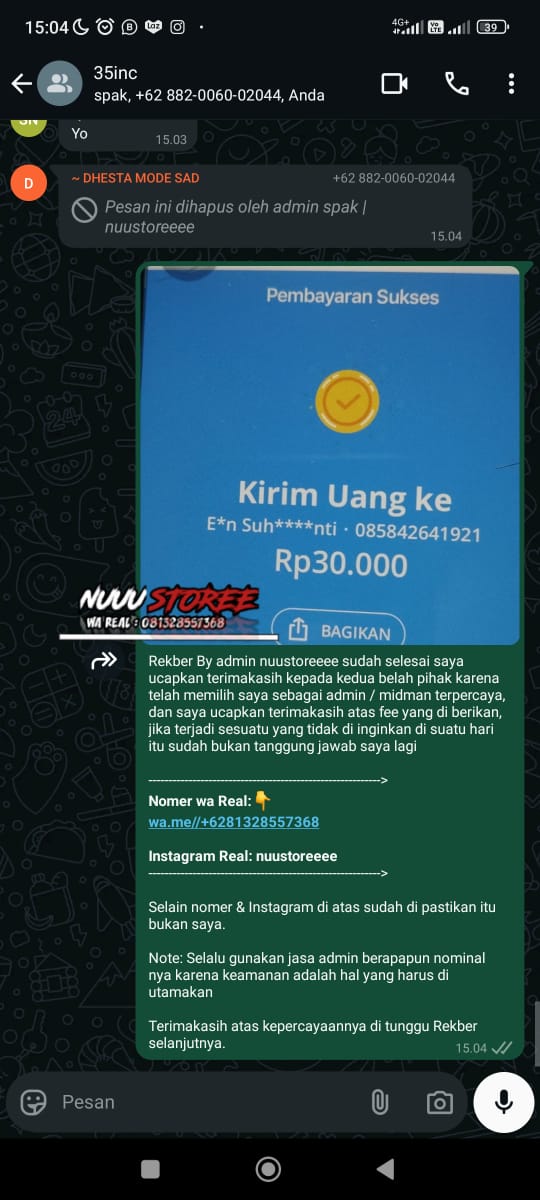 15:04
4G+
Vo LTE
39
35inc
spak, +62 882-0060-02044, Anda
SN
Yo
15.03
D
~ DHESTA MODE SAD
+62 882-0060-02044
Pesan ini dihapus oleh admin spak |
nuustoreeee
15.04
Pembayaran Sukses
Kirim Uang ke
E*n Suh****nti · 085842641921
Rp30.000
BAGIKAN
NUUU STOREE
WA REAL : 081328557368
Rekber By admin nuustoreeee sudah selesai saya
ucapkan terimakasih kepada kedua belah pihak karena
telah memilih saya sebagai admin / midman terpercaya,
dan saya ucapkan terimakasih atas fee yang di berikan,
jika terjadi sesuatu yang tidak di inginkan di suatu hari
itu sudah bukan tanggung jawab saya lagi
---------------------------------------------------------->
Nomer wa Real:👇
wa.me//+6281328557368
Instagram Real: nuustoreeee
---------------------------------------------------------->
Selain nomer & Instagram di atas sudah di pastikan itu
bukan saya.
Note: Selalu gunakan jasa admin berapapun nominal
nya karena keamanan adalah hal yang harus di
utamakan
Terimakasih atas kepercayaannya di tunggu Rekber
selanjutnya.
15.04
Pesan